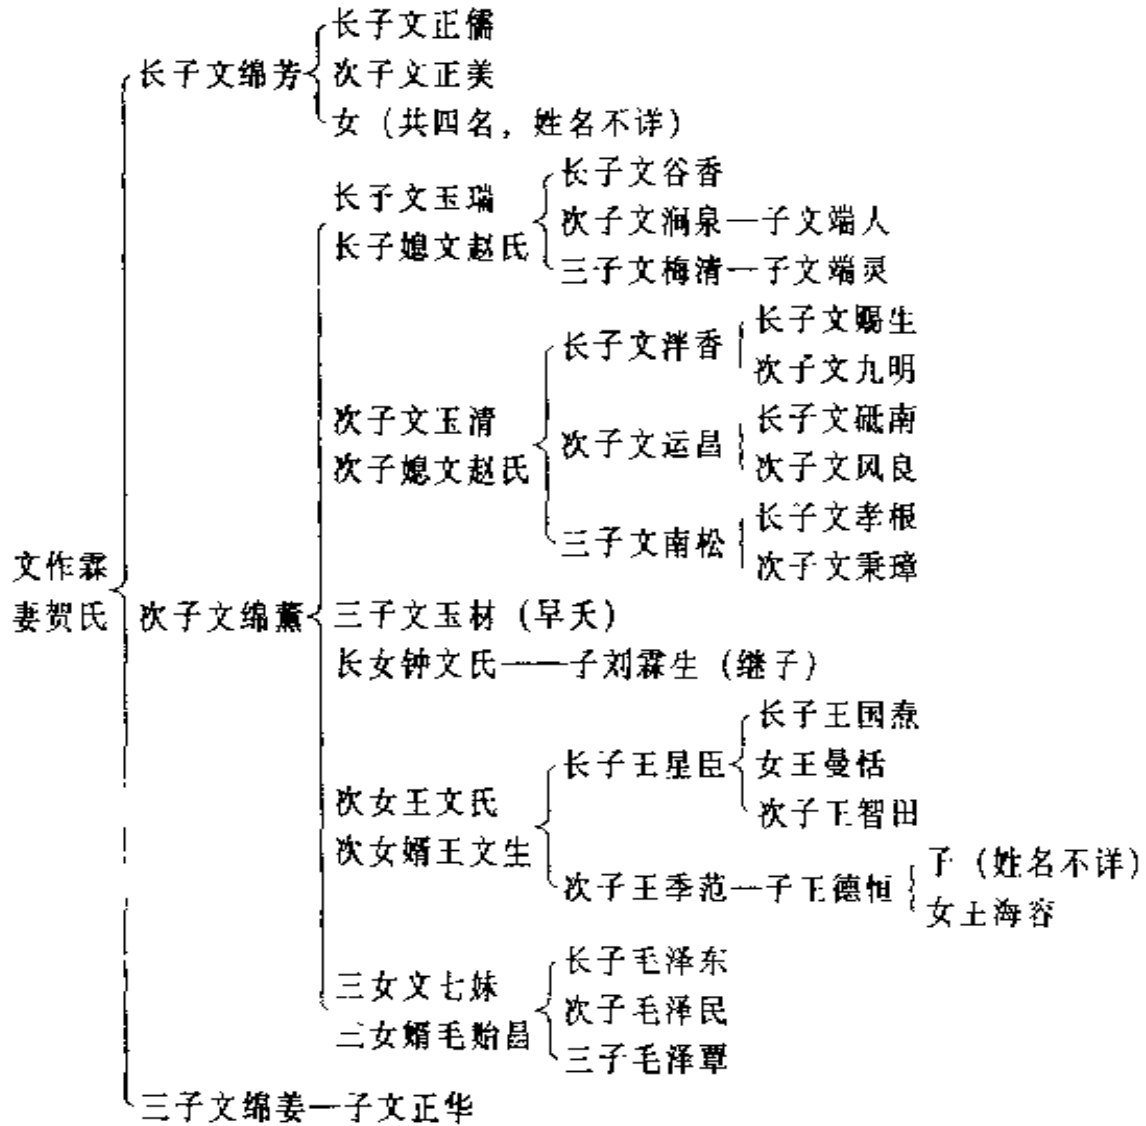 长子文正儒
长子文绵芳
次子文正美
女（共四名，姓名不详）
长子文谷香
长子文玉瑞
次子文涧泉—子文端人
长子媳文赵氏
三子文梅清—子文端灵
长子文赐生
长子文泮香
次子文九明
长子文砥南
次子文玉清
次子文运昌
次子媳文赵氏
次子文凤良
长子文孝根
三子文南松
次子文秉璋
文作霖
妻贺氏
次子文绵薰
三子文玉材（早夭）
长女钟文氏——子刘霖生（继子）
长子王国焘
长子王星臣
女王曼恬
次女王文氏
次子王智田
次女婿王文生
次子王季范—子王德恒
子（姓名不详）
女王海容
长子毛泽东
三女文七妹
次子毛泽民
三女婿毛贻昌
三子毛泽覃
三子文绵姜—子文正华